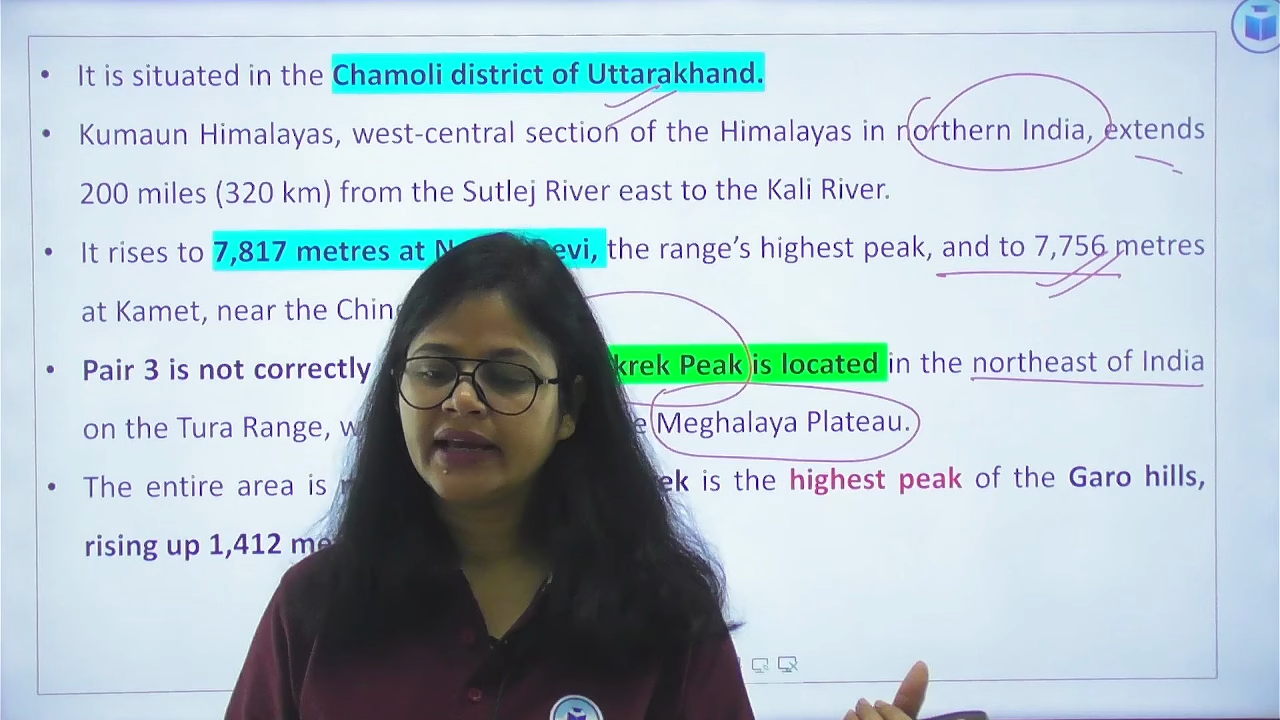 • It is situated in the Chamoli district of Uttarakhand.
• Kumaun Himalayas, west-central section of the Himalayas in northern India, extends
200 miles (320 km) from the Sutlej River east to the Kali River.
• It rises to 7,817 metres at Devi, the range's highest peak, and to 7,756 metres
at Kamet, near the
• Pair 3 is not correctly Peak is located in the northeast of India
on the Tura Range, Meghalaya Plateau.
• The entire area is is the highest peak of the Garo hills,
rising up 1,412